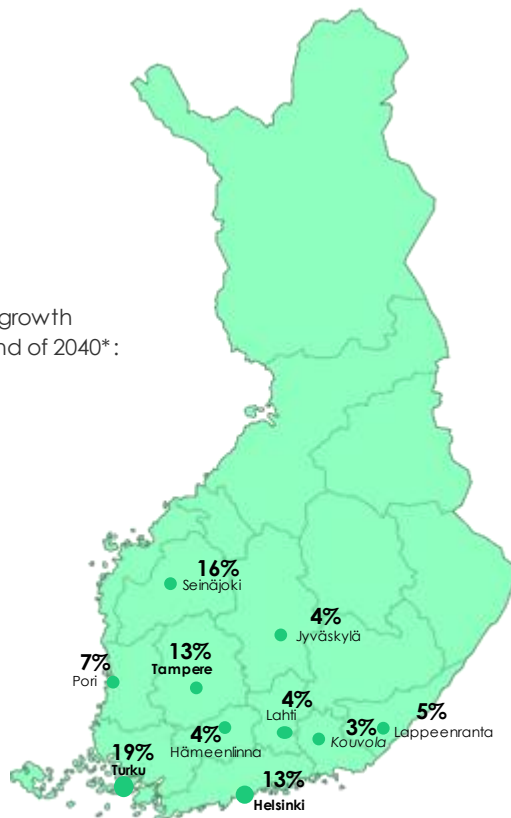 growth
nd of 2040*:
16%
Seinäjoki
4%
Jyväskylä
7%
Pori
13%
Tampere
4%
Lahti
5%
Lappeenranta
3%
Kouvola
4%
Hämeenlinna
19%
Turku
13%
Helsinki